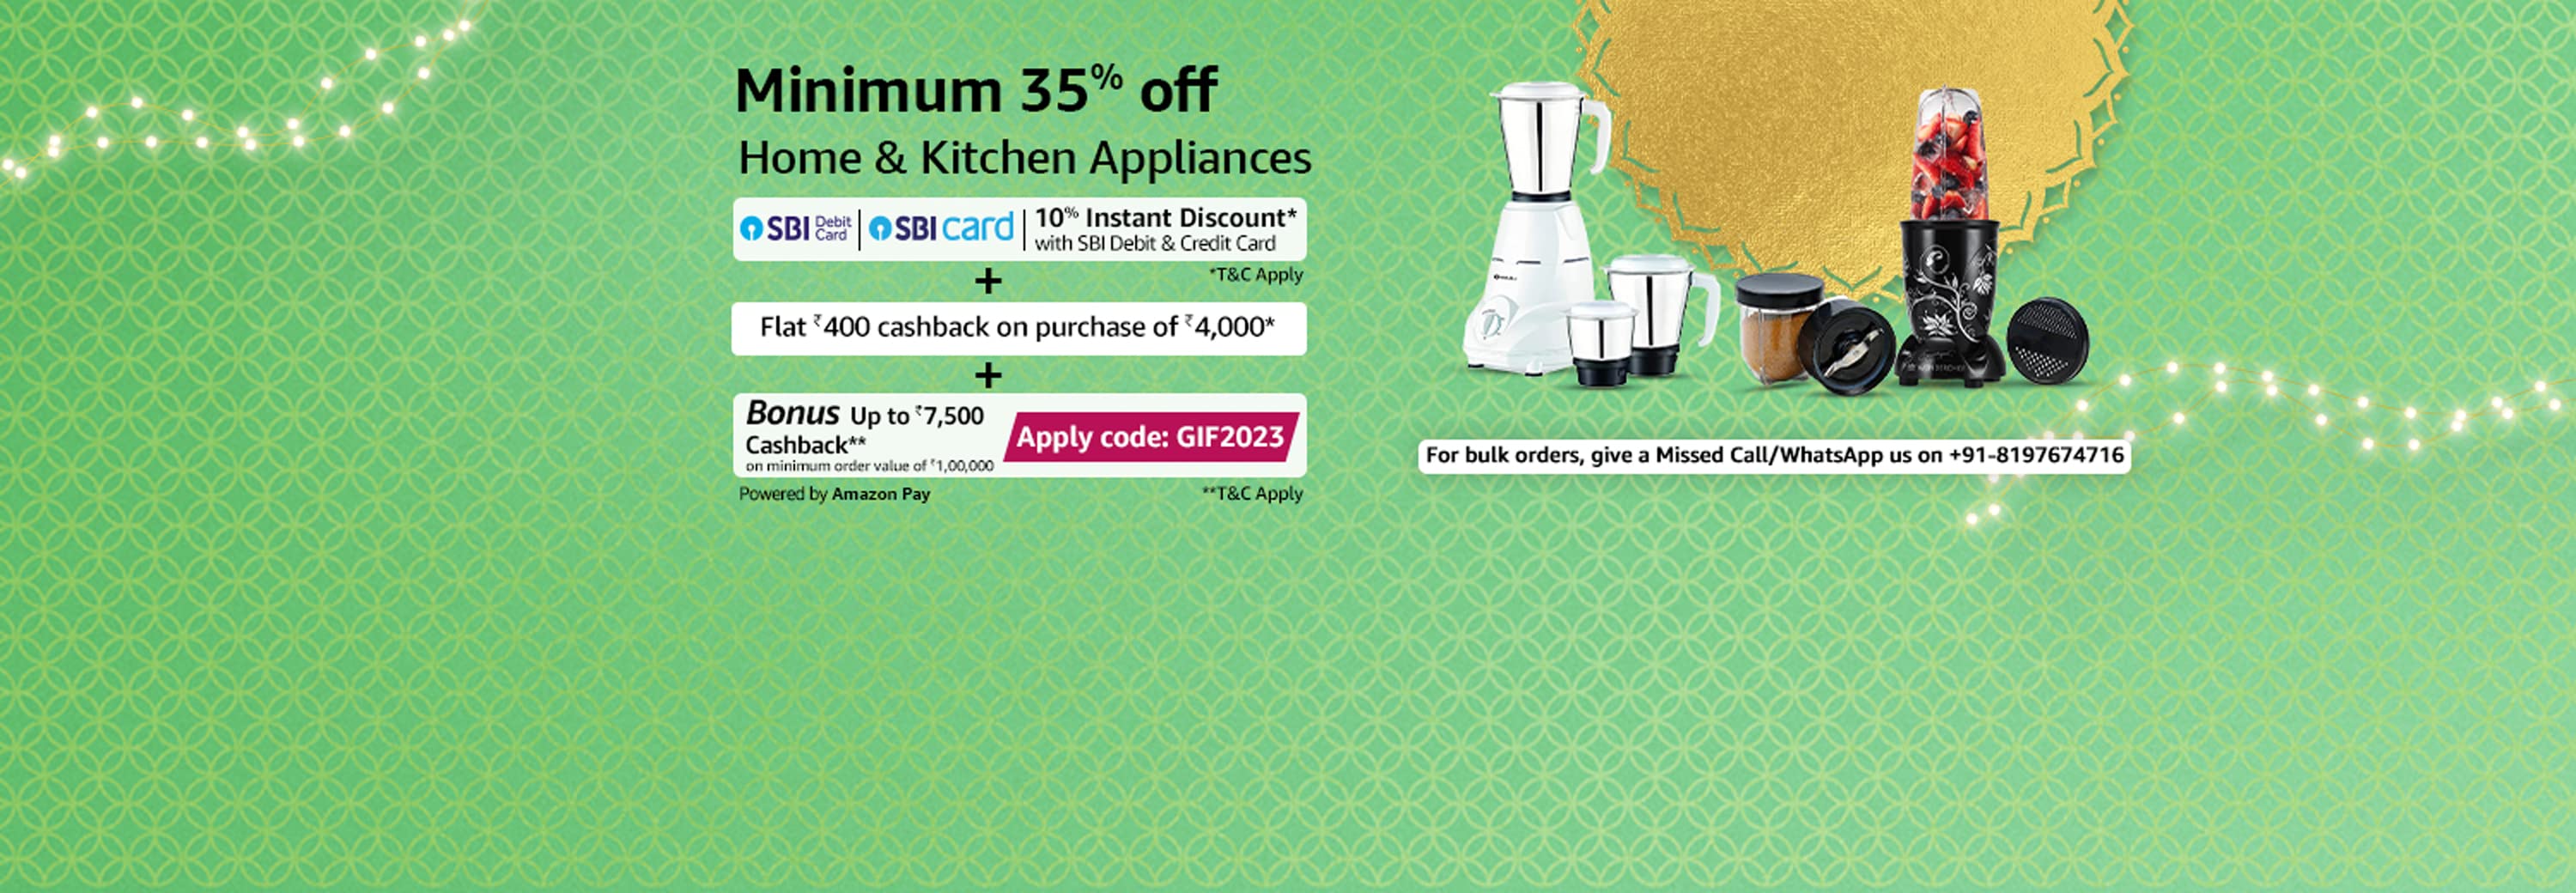 Minimum 35% off
Home & Kitchen Appliances
SBI Debit Card | SBI card | 10% Instant Discount*
with SBI Debit & Credit Card
*T&C Apply
+
Flat ₹400 cashback on purchase of ₹4,000*
+
Bonus Up to ₹7,500
Cashback**
on minimum order value of ₹1,00,000
Apply code: GIF2023
Powered by Amazon Pay
**T&C Apply
For bulk orders, give a Missed Call/WhatsApp us on +91-8197674716